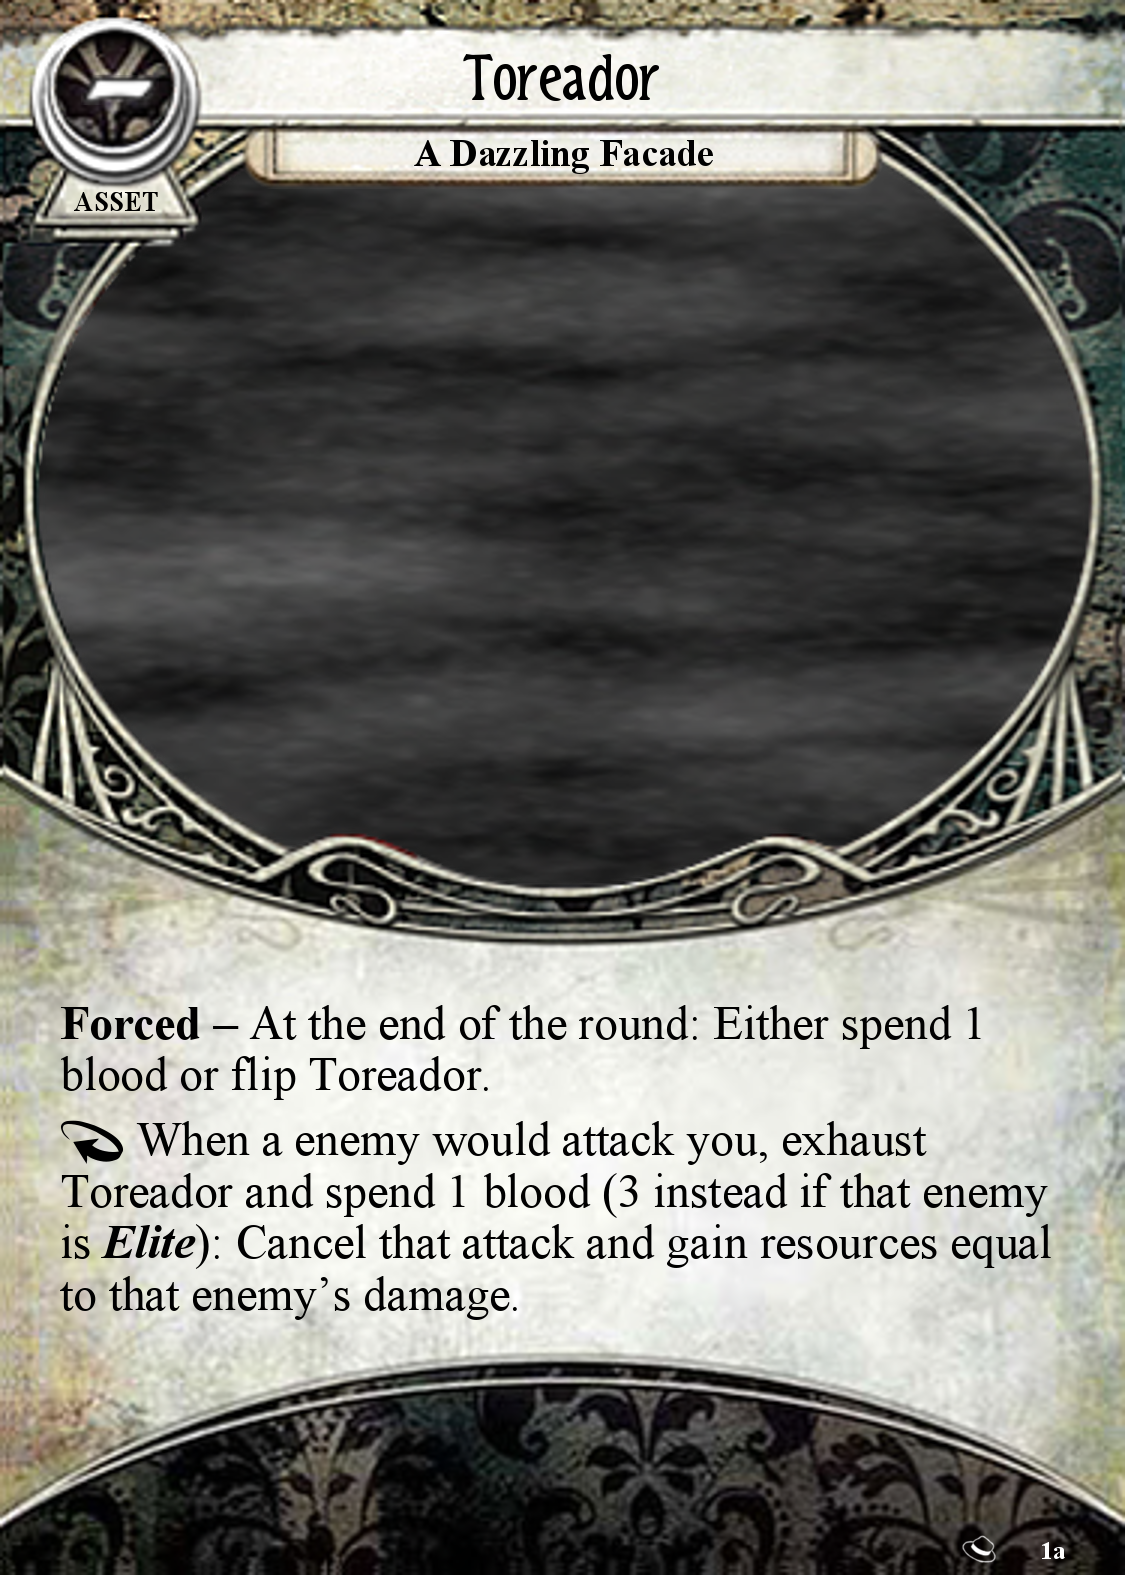 Toreador
A Dazzling Facade
–
ASSET
Forced – At the end of the round: Either spend 1
blood or flip Toreador.
When a enemy would attack you, exhaust
Toreador and spend 1 blood (3 instead if that enemy
is Elite): Cancel that attack and gain resources equal
to that enemy’s damage.
1a